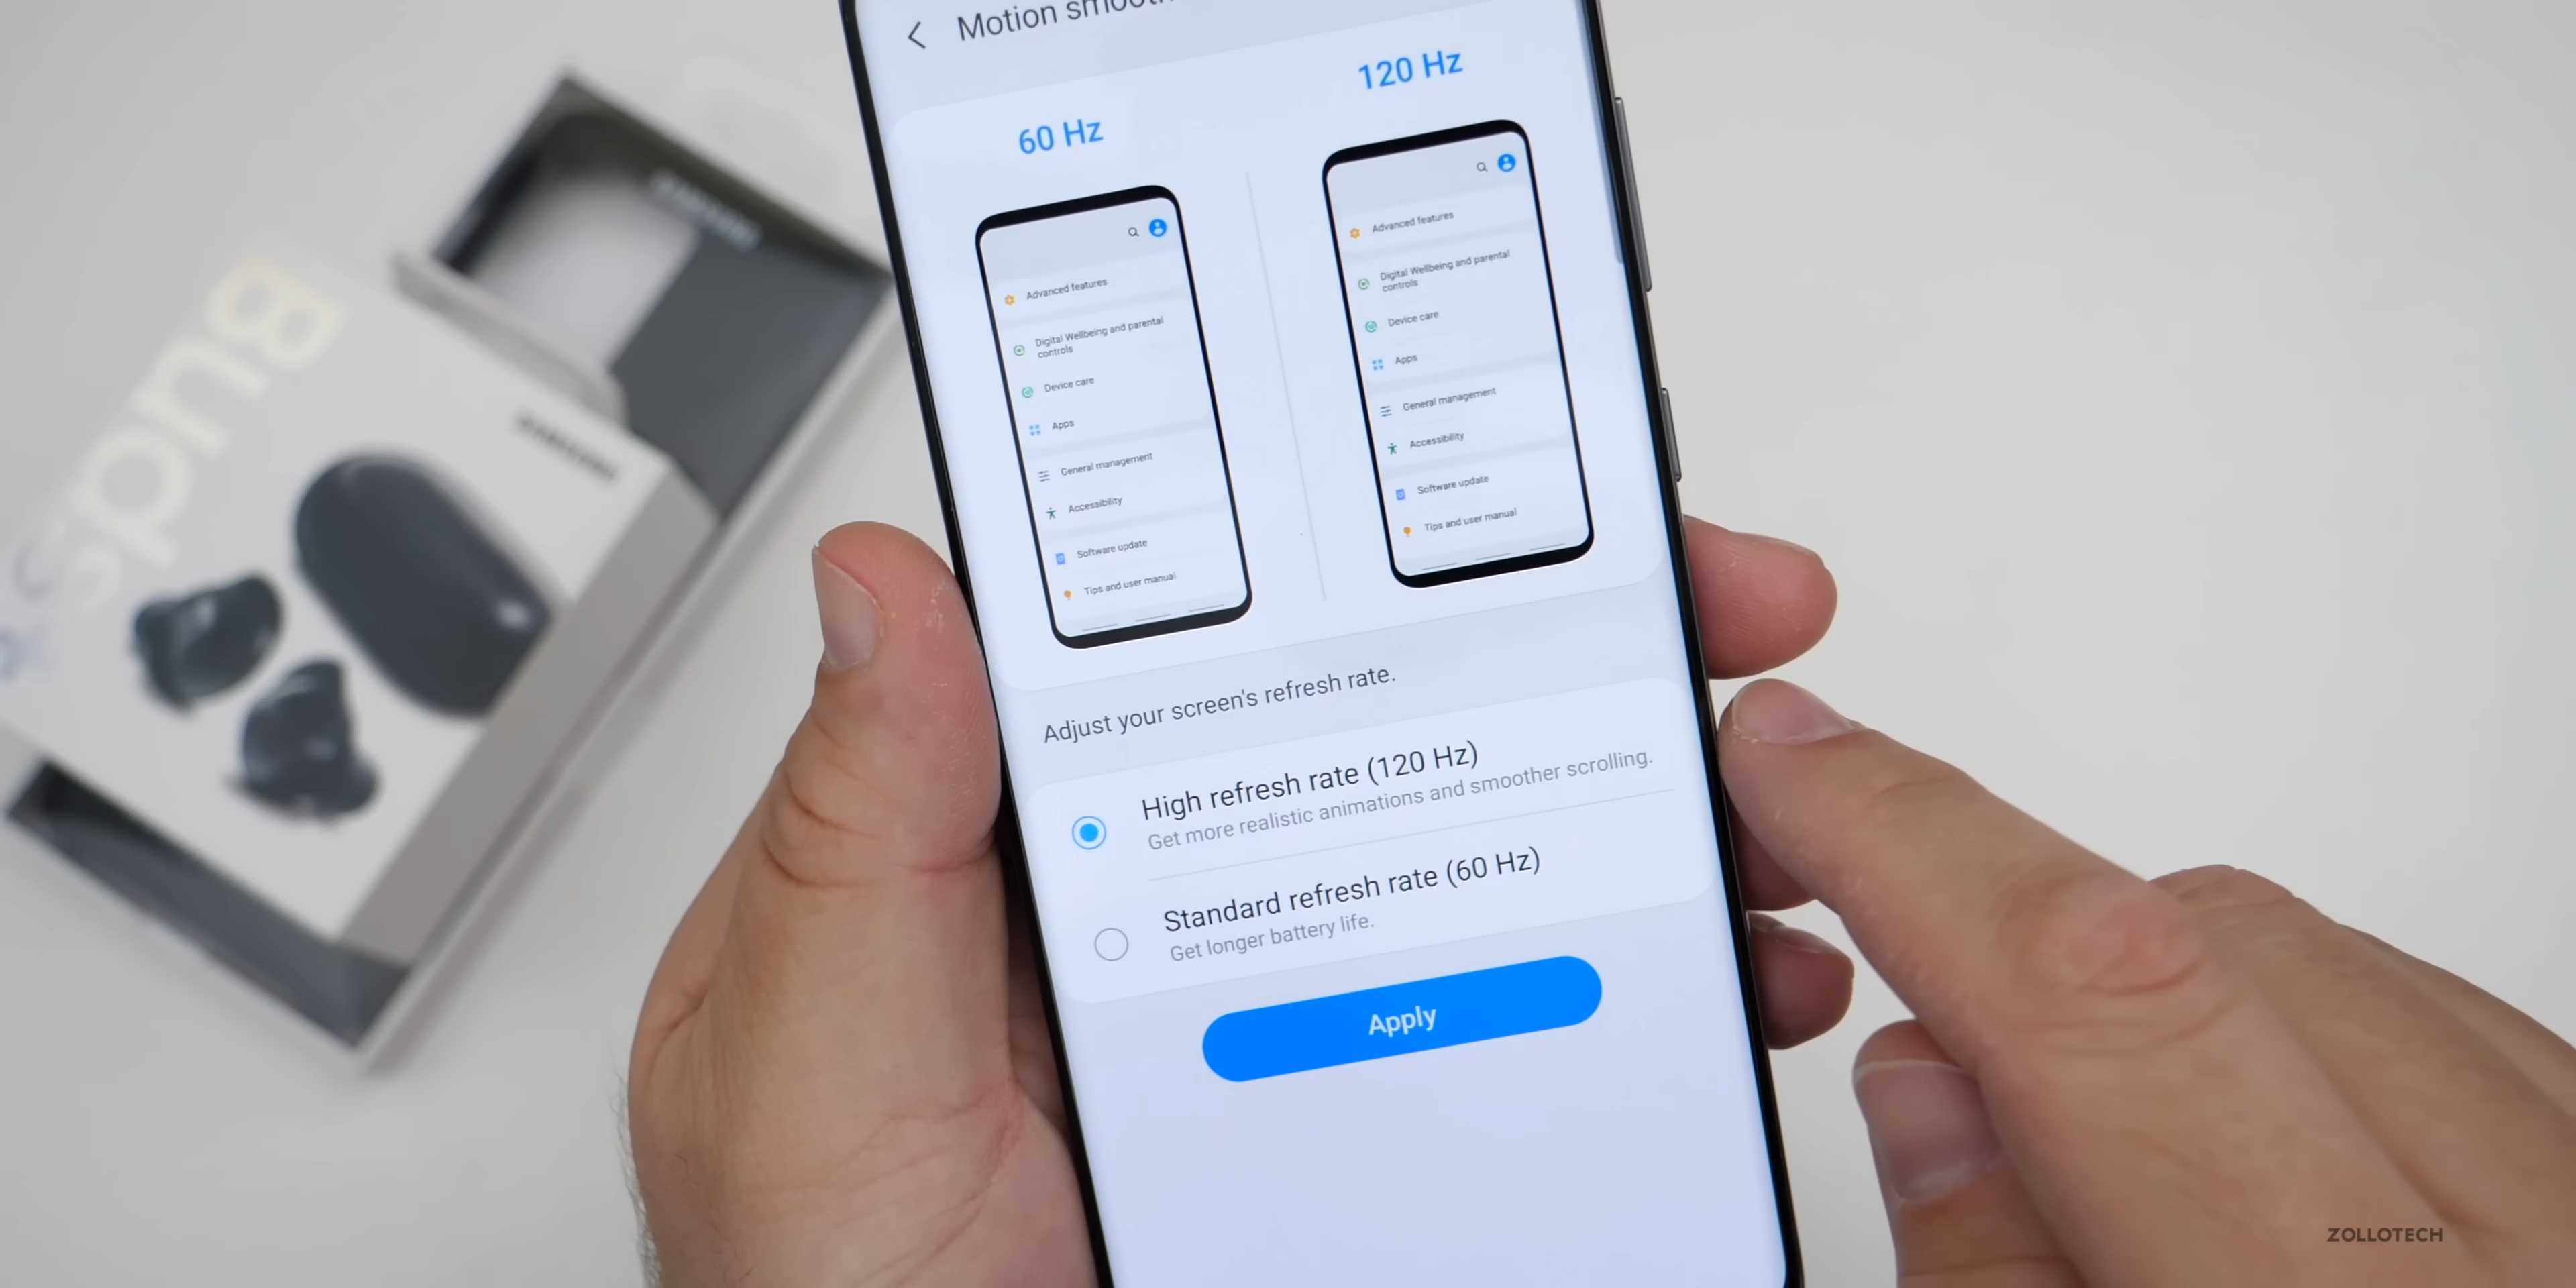 Motion smooth
60 Hz
120 Hz
Advanced features
Digital Wellbeing and parental
controls
Device care
Apps
General management
Accessibility
Software update
Tips and user manual
Advanced features
Digital Wellbeing and parental
controls
Device care
Apps
General management
Accessibility
Software update
Tips and user manual
Adjust your screen's refresh rate.
High refresh rate (120 Hz)
Get more realistic animations and smoother scrolling.
Standard refresh rate (60 Hz)
Get longer battery life.
Apply
Buds
SAMSUNG
SAMSUNG
ZOLLOTECH